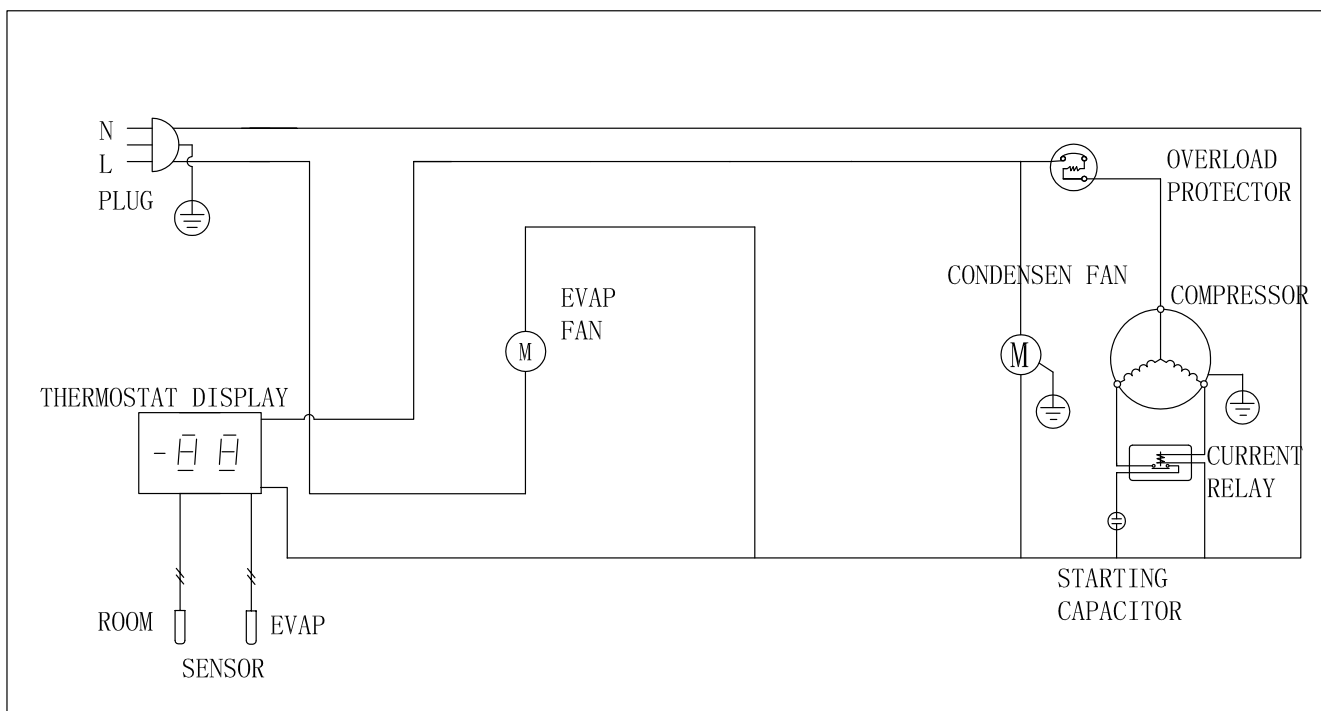 N
L
PLUG
OVERLOAD
PROTECTOR
CONDENSEN FAN
COMPRESSOR
EVAP
FAN
M
M
THERMOSTAT DISPLAY
CURRENT
RELAY
STARTING
CAPACITOR
ROOM
EVAP
SENSOR